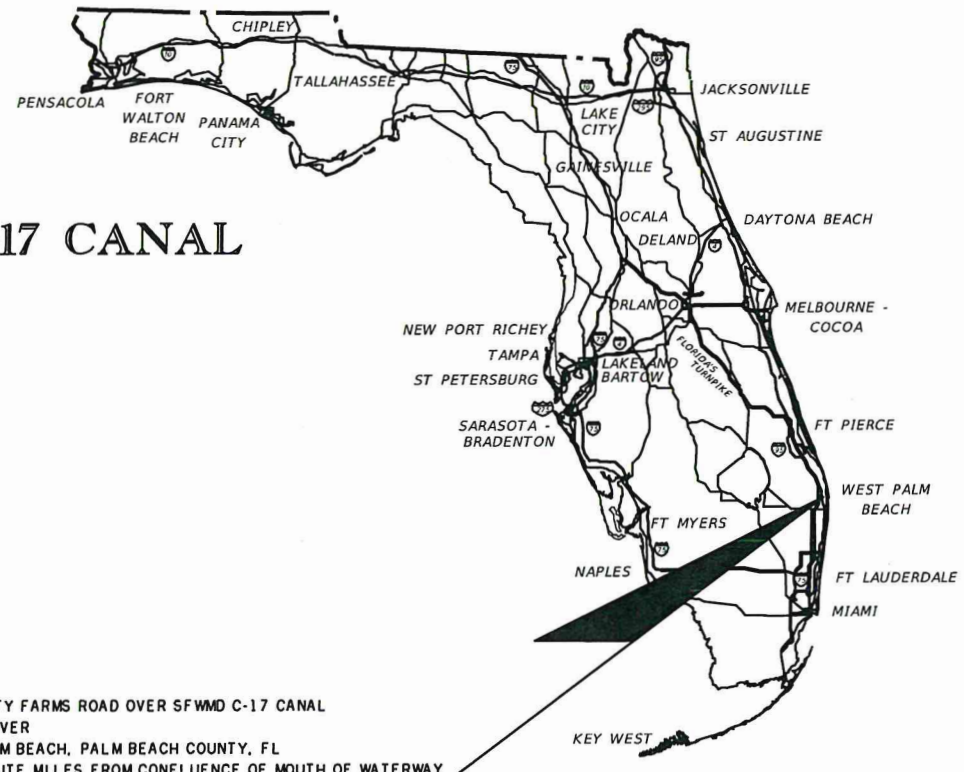 CHIPLEY
TALLAHASSEE
PENSACOLA
FORT
WALTON
BEACH
PANAMA
CITY
JACKSONVILLE
LAKE
CITY
ST AUGUSTINE
GAINESVILLE
17 CANAL
OCALA
DAYTONA BEACH
DELAND
ORLANDO
MELBOURNE -
COCOA
NEW PORT RICHEY
TAMPA
LAKELAND
BARTOW
FLORIDA'S
TURNPIKE
ST PETERSBURG
SARASOTA -
BRADENTON
FT PIERCE
WEST PALM
BEACH
FT MYERS
NAPLES
FT LAUDERDALE
MIAMI
TY FARMS ROAD OVER SFWMD C-17 CANAL
VER
M BEACH, PALM BEACH COUNTY, FL
UTE MILES FROM CONFLUENCE OF MOUTH OF WATERWAY
KEY WEST